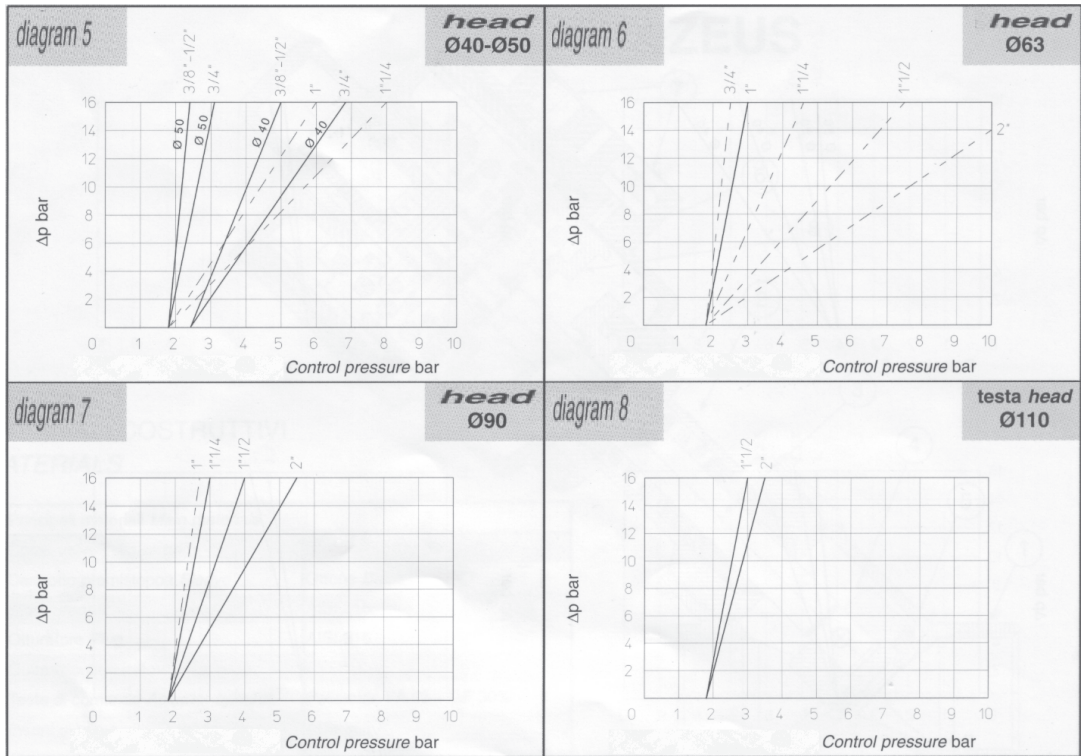 diagram 5
head
Ø40-Ø50
3/8"-1/2"
3/4"
3/8"-1/2"
1"
3/4"
1"1/4
Ø 50
Ø 50
Ø 40
Ø 40
16
14
12
10
8
6
4
2
Δp bar
0 1 2 3 4 5 6 7 8 9 10
Control pressure bar
diagram 6
head
Ø63
ZEUS
3/4"
1"
1"1/4
1"1/2
2"
16
14
12
10
8
6
4
2
Δp bar
0 1 2 3 4 5 6 7 8 9 10
Control pressure bar
diagram 7
head
Ø90
COSTRUTTIVI
ATERIALS
1"
1"1/4
1"1/2
2"
16
14
12
10
8
6
4
2
Δp bar
0 1 2 3 4 5 6 7 8 9 10
Control pressure bar
diagram 8
testa head
Ø110
1"1/2
2"
16
14
12
10
8
6
4
2
Δp bar
0 1 2 3 4 5 6 7 8 9 10
Control pressure bar